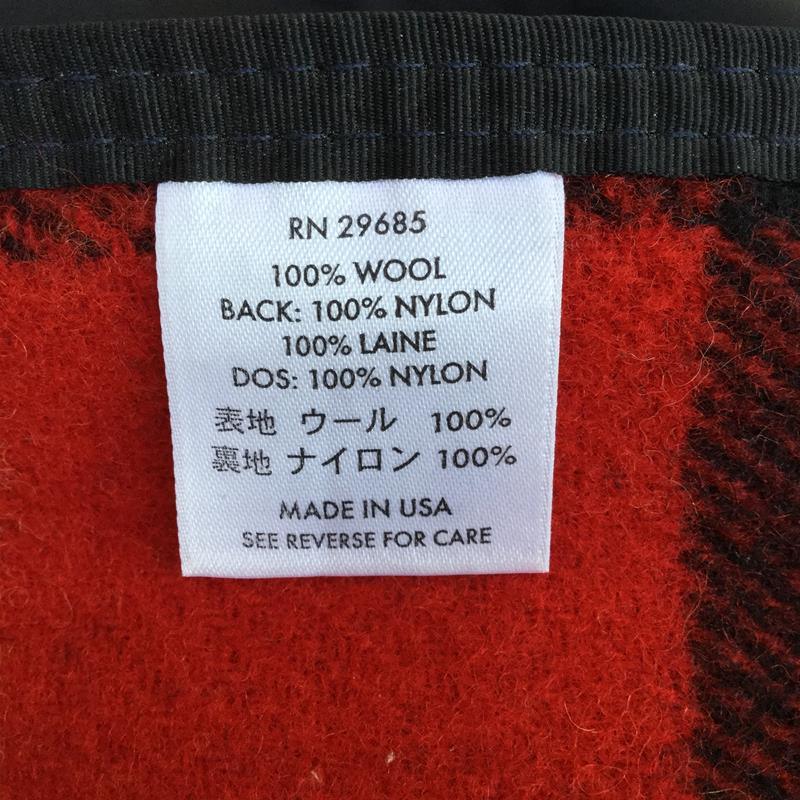 RN 29685
100% WOOL
BACK: 100% NYLON
100% LAINE
DOS: 100% NYLON
表地 ウール 100%
裏地 ナイロン 100%
MADE IN USA
SEE REVERSE FOR CARE